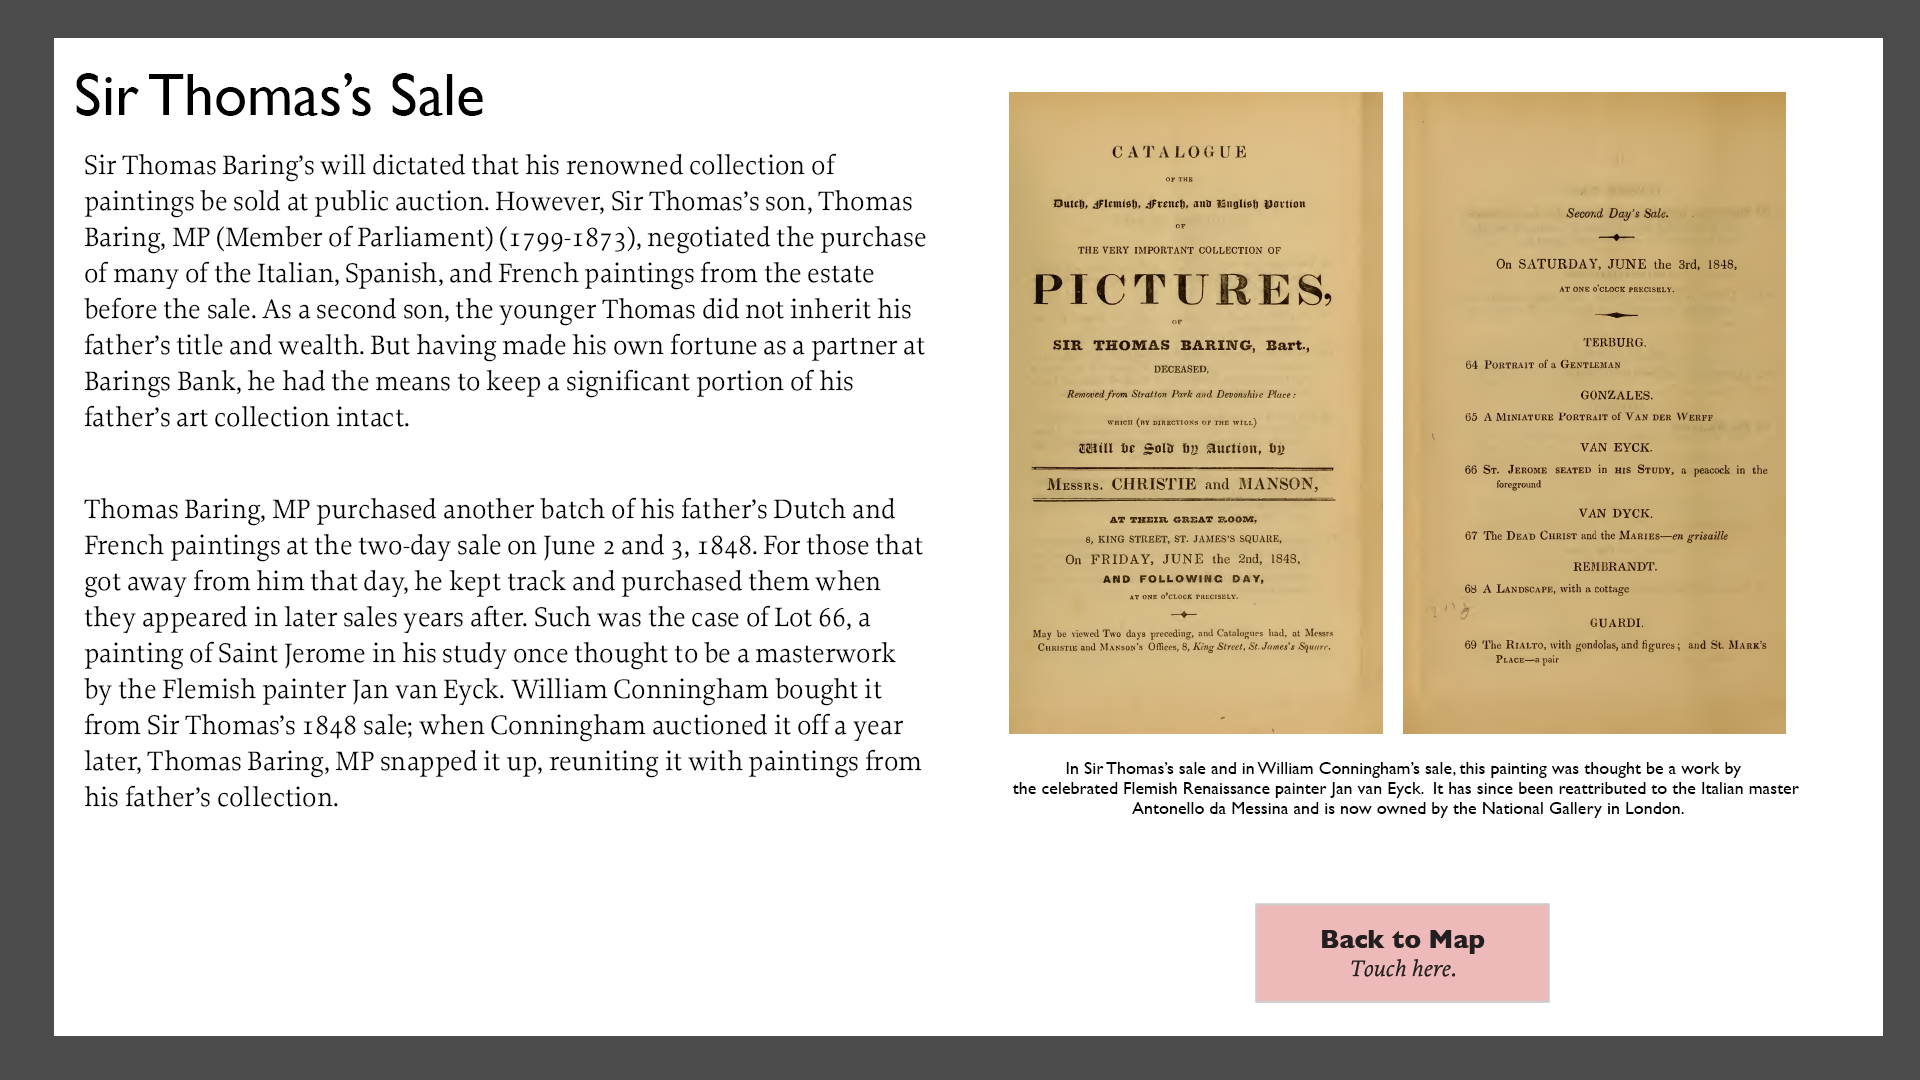 Sir Thomas’s Sale
Sir Thomas Baring’s will dictated that his renowned collection of
paintings be sold at public auction. However, Sir Thomas’s son, Thomas
Baring, MP (Member of Parliament) (1799-1873), negotiated the purchase
of many of the Italian, Spanish, and French paintings from the estate
before the sale. As a second son, the younger Thomas did not inherit his
father’s title and wealth. But having made his own fortune as a partner at
Barings Bank, he had the means to keep a significant portion of his
father’s art collection intact.
Thomas Baring, MP purchased another batch of his father’s Dutch and
French paintings at the two-day sale on June 2 and 3, 1848. For those that
got away from him that day, he kept track and purchased them when
they appeared in later sales years after. Such was the case of Lot 66, a
painting of Saint Jerome in his study once thought to be a masterwork
by the Flemish painter Jan van Eyck. William Conningham bought it
from Sir Thomas’s 1848 sale; when Conningham auctioned it off a year
later, Thomas Baring, MP snapped it up, reuniting it with paintings from
his father’s collection.
CATALOGUE
OF THE
Dutch, Flemish, French, and English Portion
OF
THE VERY IMPORTANT COLLECTION OF
PICTURES,
OF
SIR THOMAS BARING, Bart.,
DECEASED,
Removed from Stratton Park and Devonshire Place:
WHICH (BY DIRECTIONS OF THE WILL)
Will be Sold by Auction, by
MESSRS. CHRISTIE and MANSON,
AT THEIR GREAT ROOM,
8, KING STREET, ST. JAMES'S SQUARE,
On FRIDAY, JUNE the 2nd, 1848,
AND FOLLOWING DAY,
AT ONE O'CLOCK PRECISELY.
May be viewed Two days preceding, and Catalogues had, at Messrs
CHRISTIE and MANSON'S Offices, 8, King Street, St. James's Square.
Second Day's Sale.
On SATURDAY, JUNE the 3rd, 1848,
AT ONE O'CLOCK PRECISELY.
TERBURG.
64 PORTRAIT of a GENTLEMAN
GONZALES.
65 A MINIATURE PORTRAIT of VAN DER WERFF
VAN EYCK.
66 ST. JEROME SEATED in HIS STUDY, a peacock in the
foreground
VAN DYCK.
67 The DEAD CHRIST and the MARIES—en grisaille
REMBRANDT.
68 A LANDSCAPE, with a cottage
GUARDI.
69 The RIALTO, with gondolas, and figures; and ST. MARK'S
PLACE—a pair
In Sir Thomas’s sale and in William Conningham’s sale, this painting was thought be a work by
the celebrated Flemish Renaissance painter Jan van Eyck. It has since been reattributed to the Italian master
Antonello da Messina and is now owned by the National Gallery in London.
Back to Map
Touch here.